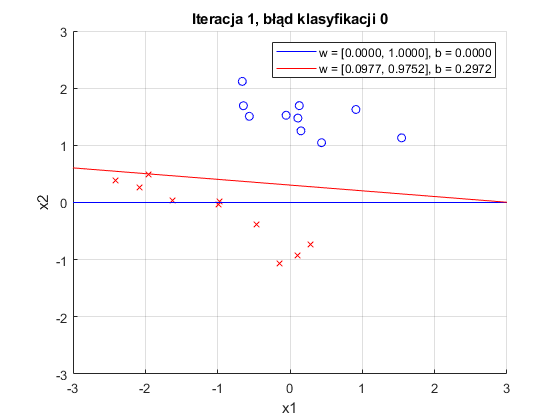 Iteracja 1, błąd klasyfikacji 0
w = [0.0000, 1.0000], b = 0.0000
w = [0.0977, 0.9752], b = 0.2972
3
2
1
0
-1
-2
-3
x2
-3 -2 -1 0 1 2 3
x1